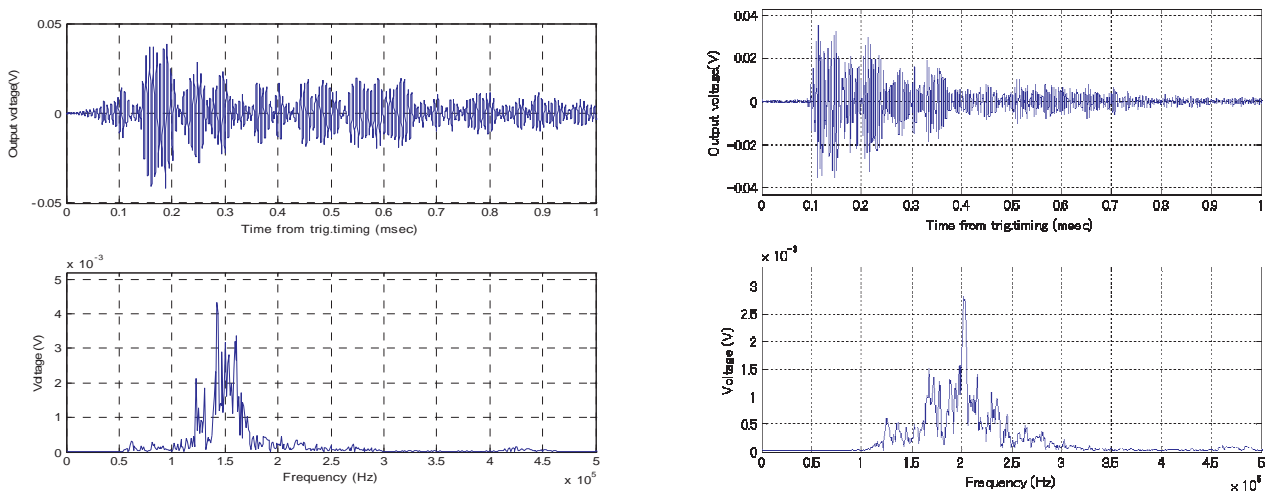 0.05
0
-0.05
Output voltage(V)
0 0.1 0.2 0.3 0.4 0.5 0.6 0.7 0.8 0.9 1
Time from trig.timing (msec)
x 10⁻³
5
4
3
2
1
0
Voltage (V)
0 0.5 1 1.5 2 2.5 3 3.5 4 4.5 5
Frequency (Hz)
x 10⁵
0.04
0.02
0
-0.02
-0.04
Output voltage(V)
0 0.1 0.2 0.3 0.4 0.5 0.6 0.7 0.8 0.9 1
Time from trig.timing (msec)
x 10⁻³
3
2.5
2
1.5
1
0.5
0
Voltage (V)
0 0.5 1 1.5 2 2.5 3 3.5 4 4.5 5
Frequency (Hz)
x 10⁵